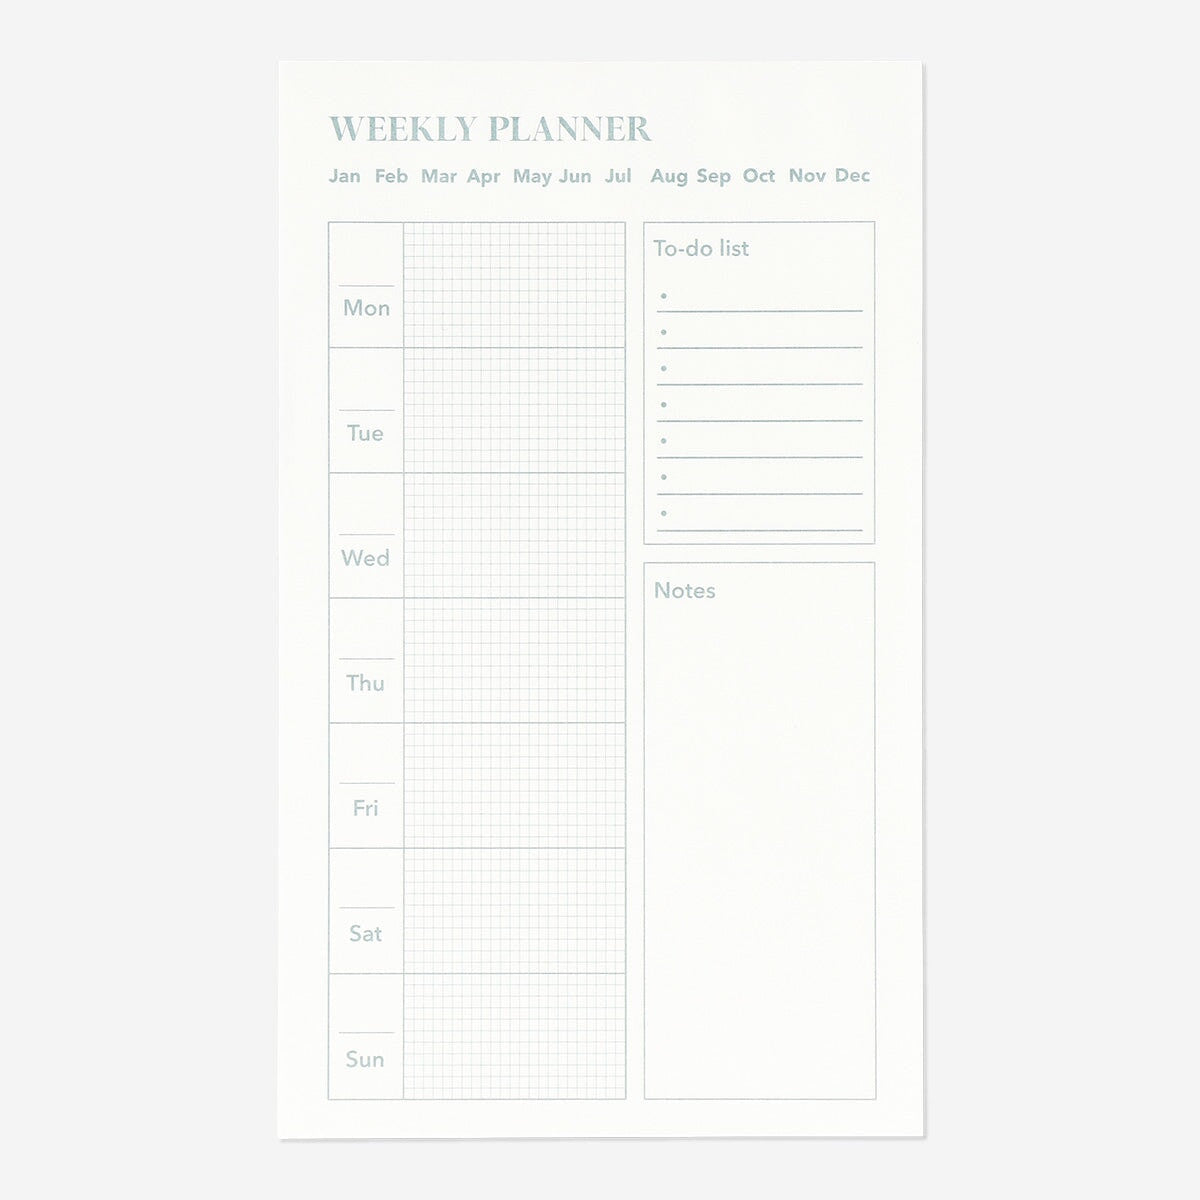 WEEKLY PLANNER
Jan Feb Mar Apr May Jun Jul Aug Sep Oct Nov Dec
Mon
Tue
Wed
Thu
Fri
Sat
Sun
To-do list
Notes